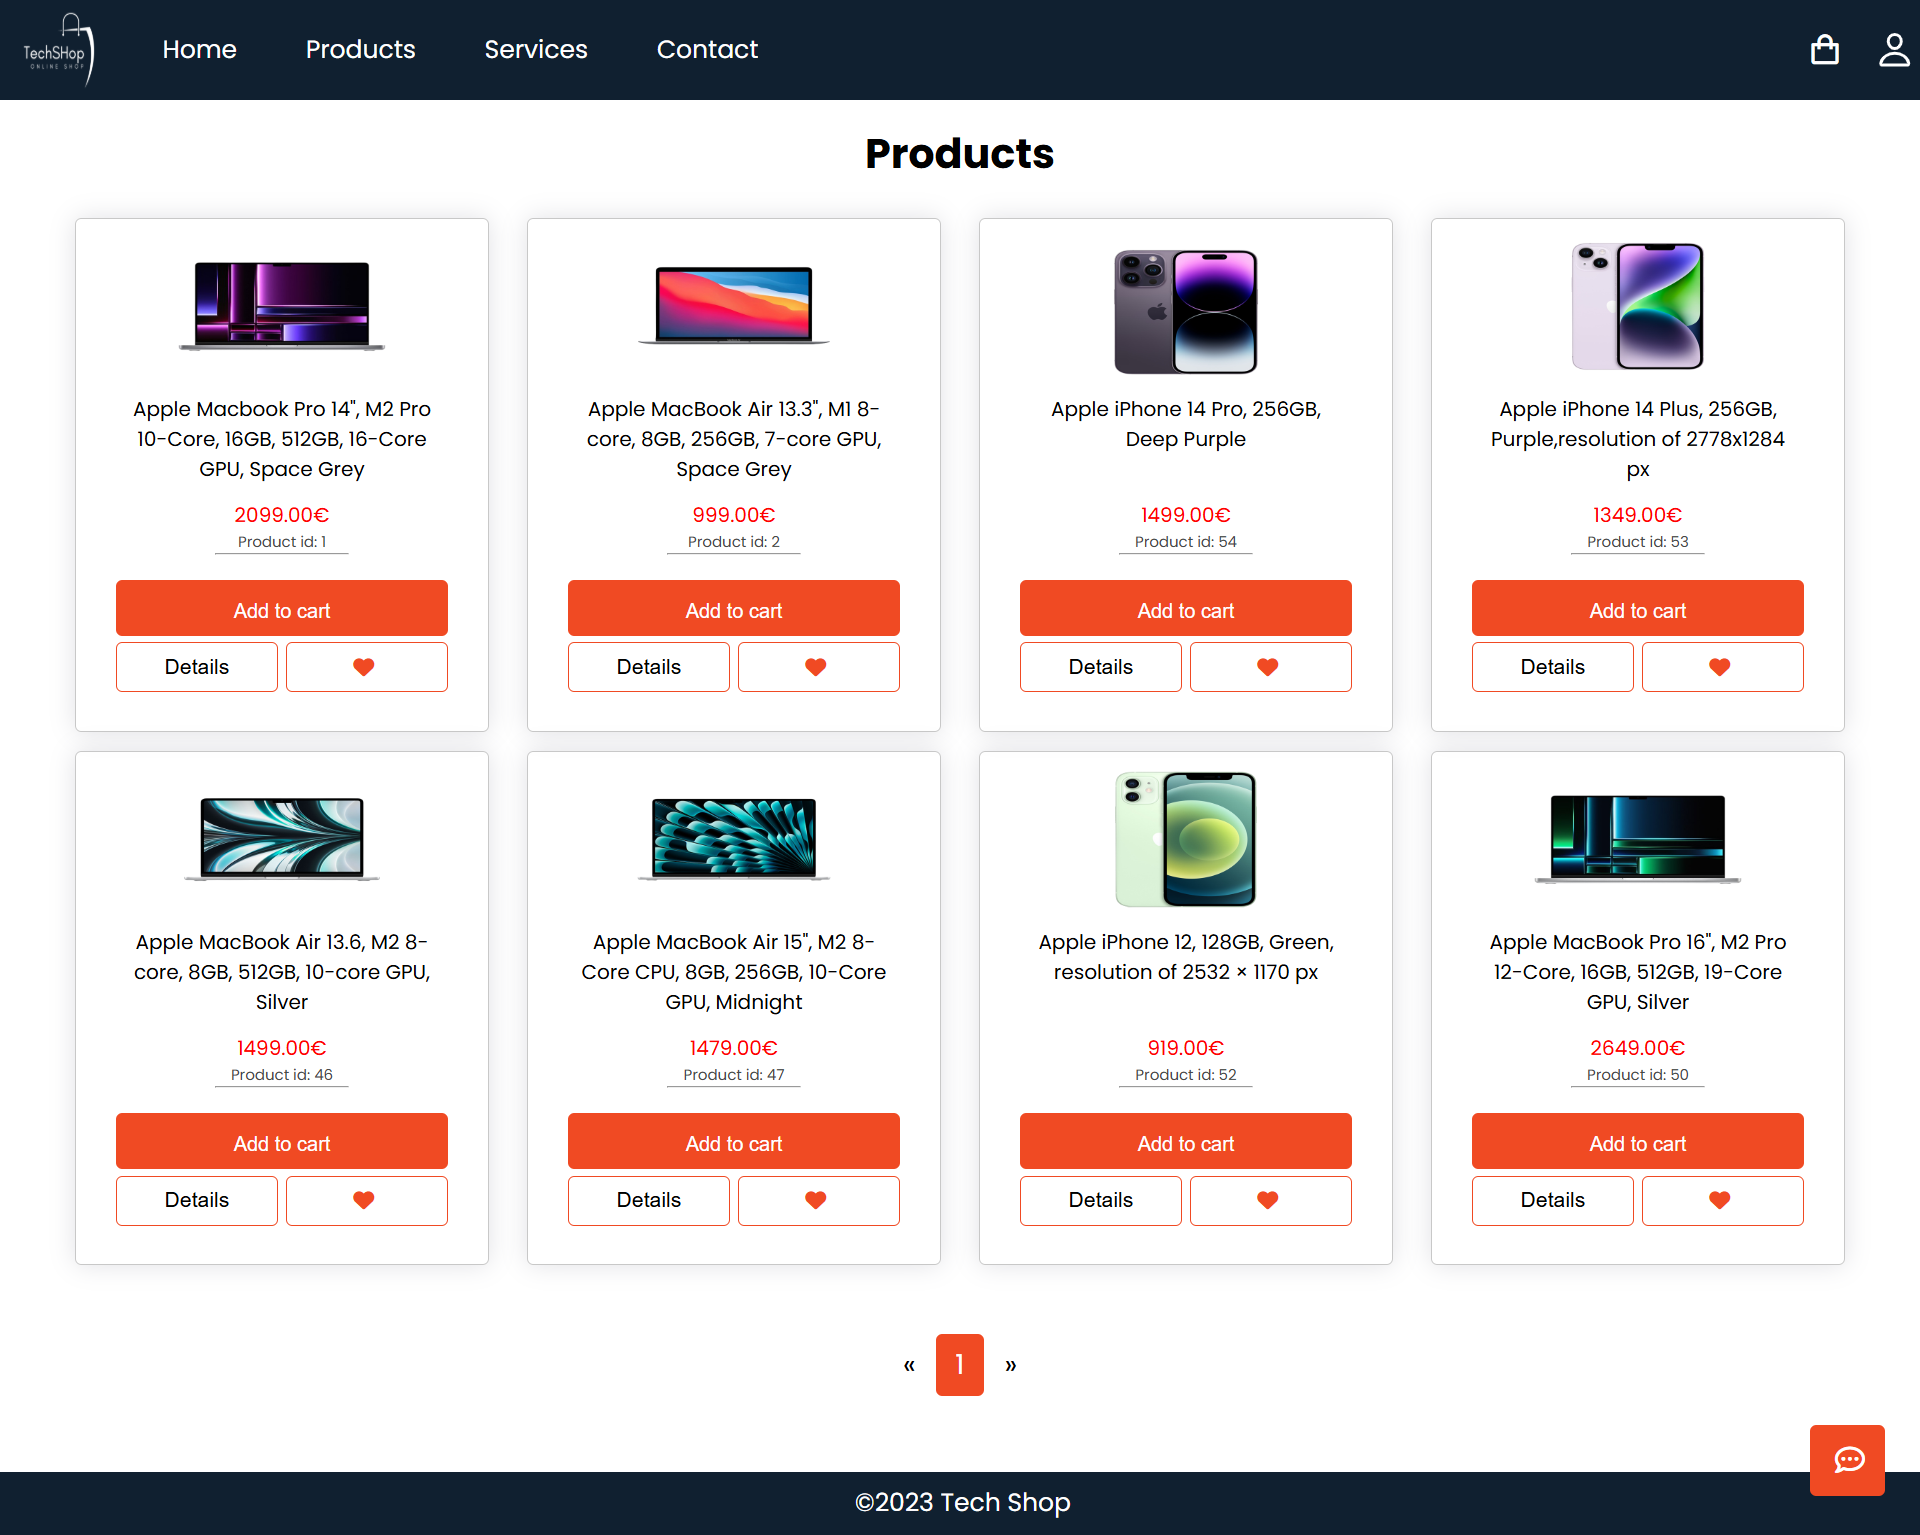 TechSHop
ONLINE SHOP
Home Products Services Contact
Products
Apple Macbook Pro 14", M2 Pro
10-Core, 16GB, 512GB, 16-Core
GPU, Space Grey
2099.00€
Product id: 1
Add to cart
Details
Apple MacBook Air 13.3", M1 8-
core, 8GB, 256GB, 7-core GPU,
Space Grey
999.00€
Product id: 2
Add to cart
Details
Apple iPhone 14 Pro, 256GB,
Deep Purple
1499.00€
Product id: 54
Add to cart
Details
Apple iPhone 14 Plus, 256GB,
Purple,resolution of 2778x1284
px
1349.00€
Product id: 53
Add to cart
Details
Apple MacBook Air 13.6, M2 8-
core, 8GB, 512GB, 10-core GPU,
Silver
1499.00€
Product id: 46
Add to cart
Details
Apple MacBook Air 15", M2 8-
Core CPU, 8GB, 256GB, 10-Core
GPU, Midnight
1479.00€
Product id: 47
Add to cart
Details
Apple iPhone 12, 128GB, Green,
resolution of 2532 × 1170 px
919.00€
Product id: 52
Add to cart
Details
Apple MacBook Pro 16", M2 Pro
12-Core, 16GB, 512GB, 19-Core
GPU, Silver
2649.00€
Product id: 50
Add to cart
Details
« 1 »
©2023 Tech Shop